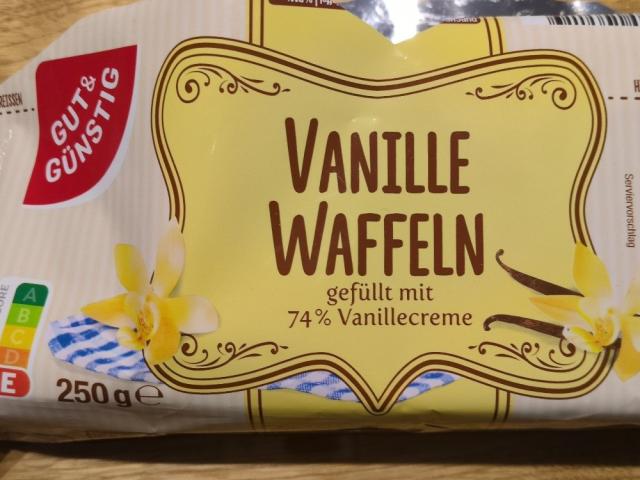 GUT&
GÜNSTIG
VANILLE
WAFFELN
gefüllt mit
74% Vanillecreme
250g e
A
B
C
D
E
Serviervorschlag